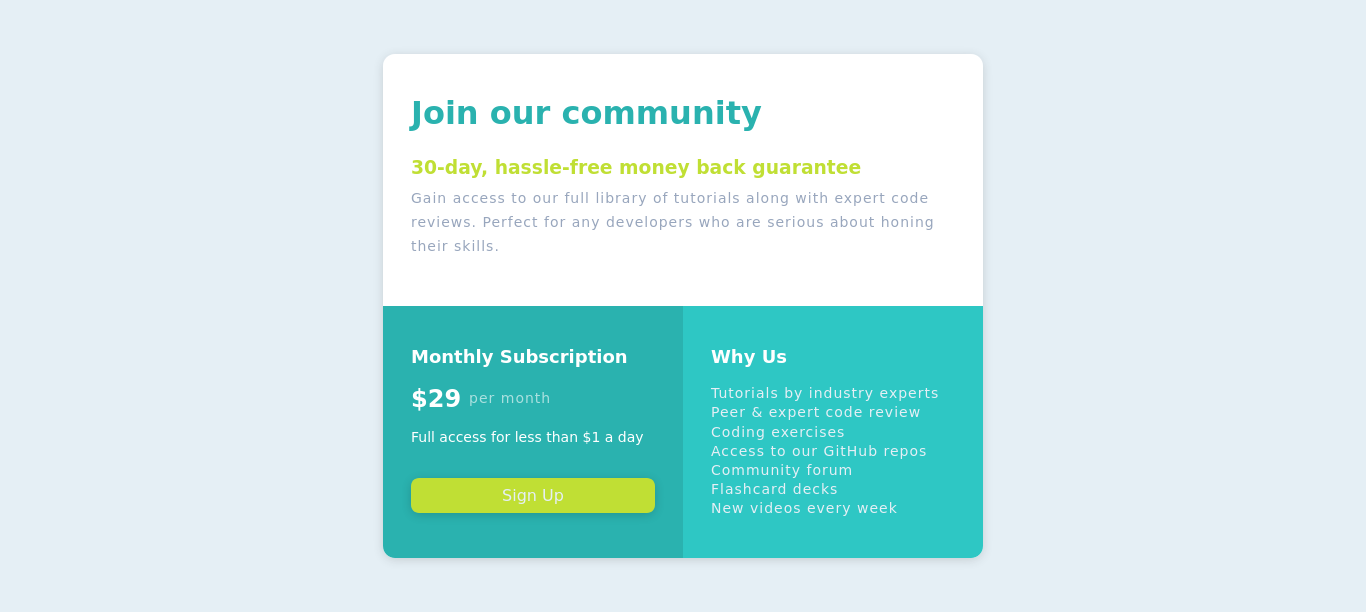 Join our community
30-day, hassle-free money back guarantee
Gain access to our full library of tutorials along with expert code
reviews. Perfect for any developers who are serious about honing
their skills.
Monthly Subscription
$29 per month
Full access for less than $1 a day
Sign Up
Why Us
Tutorials by industry experts
Peer & expert code review
Coding exercises
Access to our GitHub repos
Community forum
Flashcard decks
New videos every week